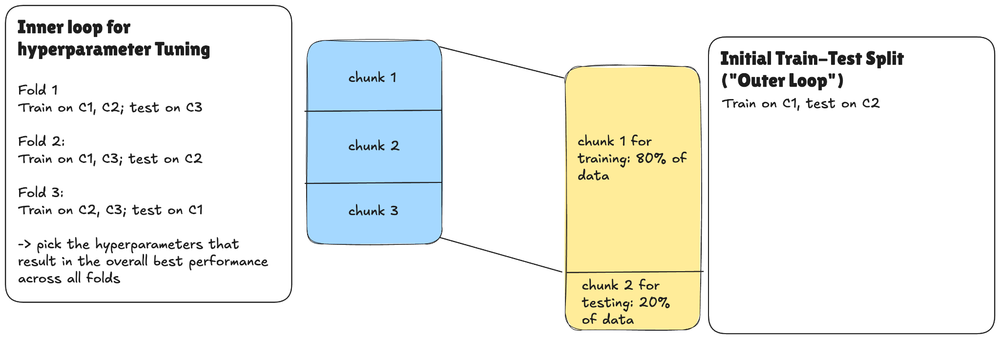 Inner loop for
hyperparameter Tuning
Fold 1
Train on C1, C2; test on C3
Fold 2:
Train on C1, C3; test on C2
Fold 3:
Train on C2, C3; test on C1
-> pick the hyperparameters that
result in the overall best performance
across all folds
chunk 1
chunk 2
chunk 3
chunk 1 for
training: 80% of
data
chunk 2 for
testing: 20%
of data
Initial Train-Test Split
("Outer Loop")
Train on C1, test on C2